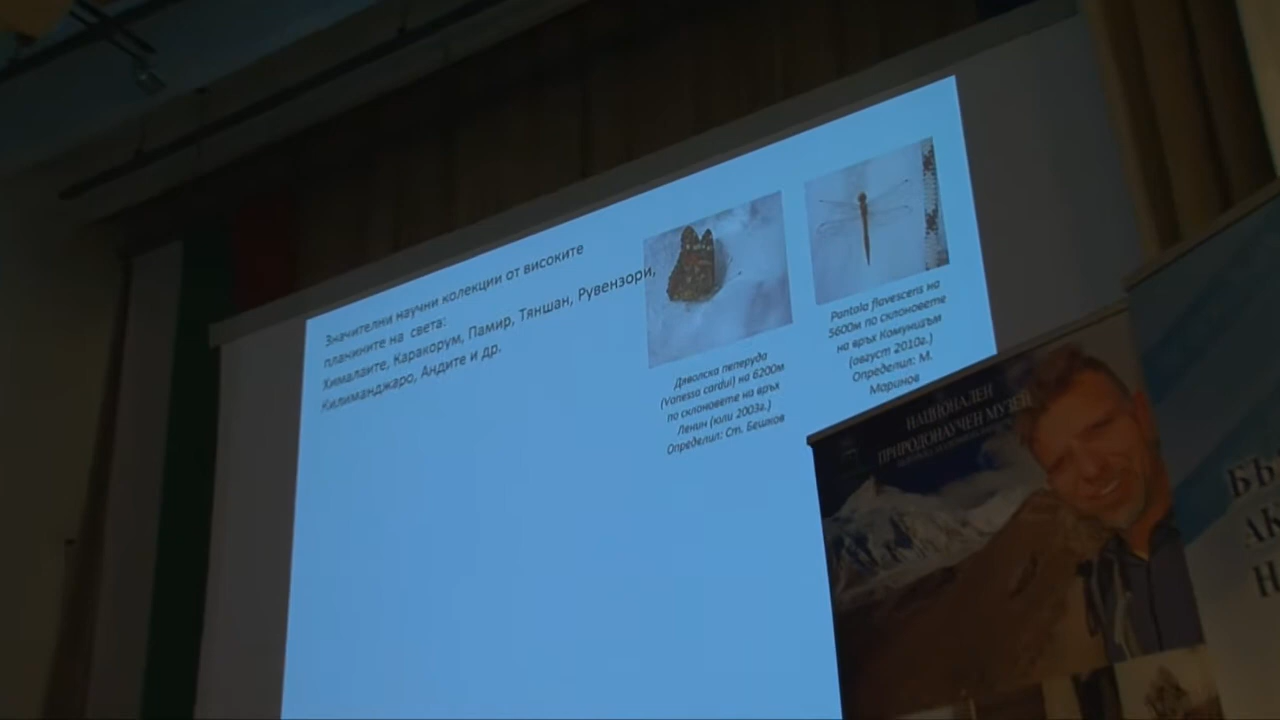 Значителни научни колекции от високите
планините на света:
Хималаите, Каракорум, Памир, Тяншан, Рувензори,
Килиманджаро, Андите и др.
Дяволска пеперуда
(Vanessa cardui) на 6200м
по склоновете на връх
Ленин (юли 2003г.)
Определил: Ст. Бешков
Pantala flavescens на
5600м по склоновете
на връх Комунизъм
(август 2010г.)
Определил: М.
Маринов
НАЦИОНАЛЕН
ПРИРОДОНАУЧЕН МУЗЕЙ